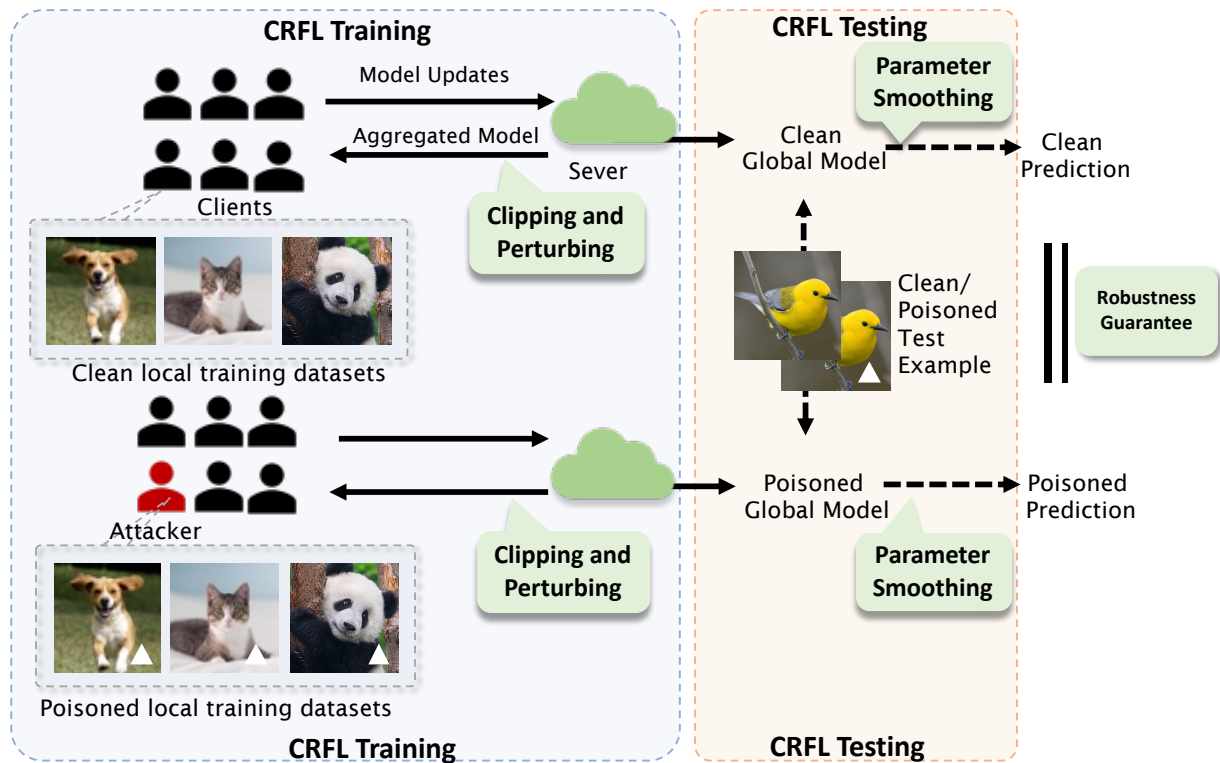 CRFL Training
CRFL Testing
Model Updates
Parameter
Smoothing
Aggregated Model
Sever
Clean
Global Model
Clean
Prediction
Clients
Clipping and
Perturbing
Clean/
Poisoned
Test
Example
Robustness
Guarantee
Clean local training datasets
Attacker
Poisoned
Global Model
Poisoned
Prediction
Clipping and
Perturbing
Parameter
Smoothing
Poisoned local training datasets
CRFL Training
CRFL Testing